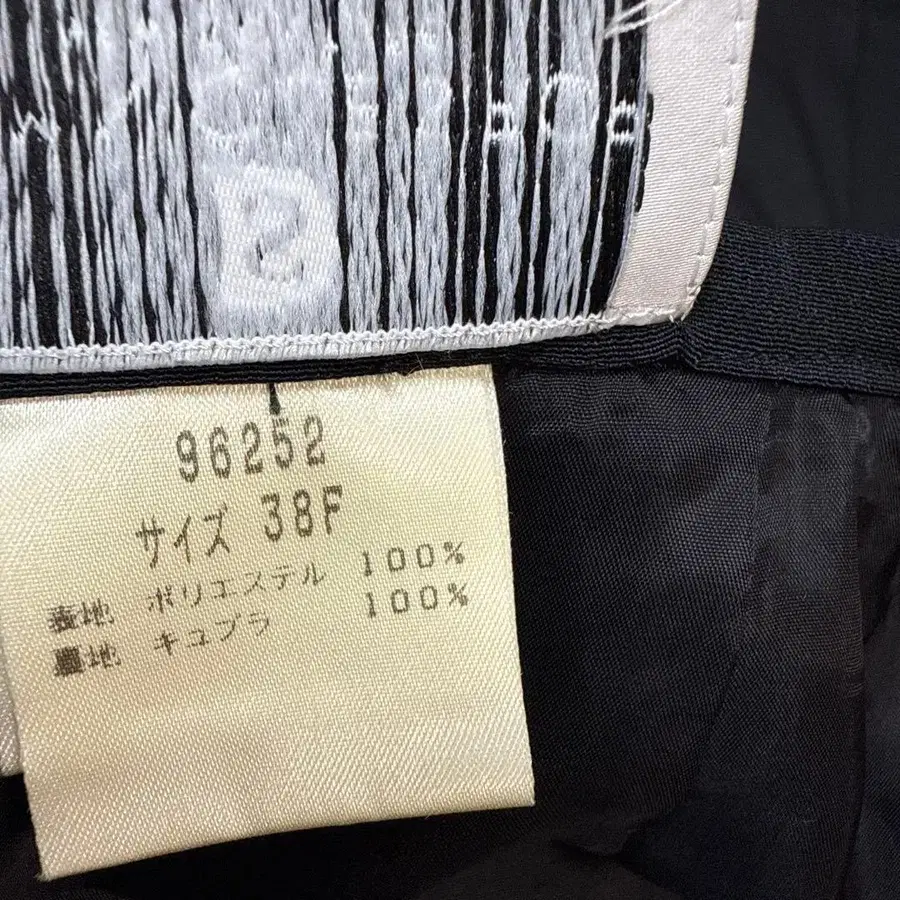 96252
サイズ 38F
表地 ポリエステル 100%
裏地 キュプラ 100%